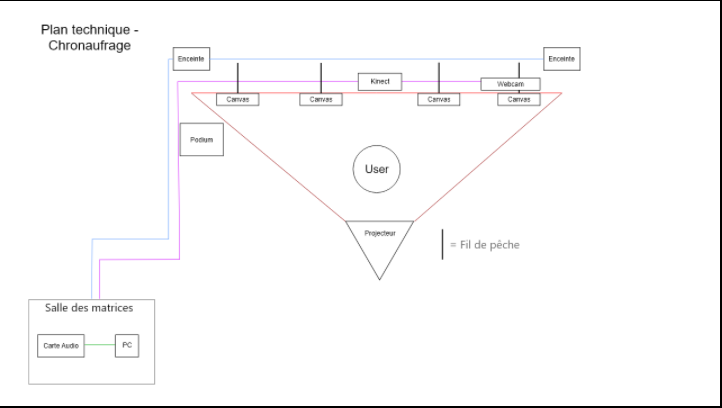 Plan technique -
Chronaufrage
Enceinte
Enceinte
Kinect
Webcam
Canvas
Canvas
Canvas
Canvas
Podium
User
Projecteur
= Fil de pêche
Salle des matrices
Carte Audio
PC